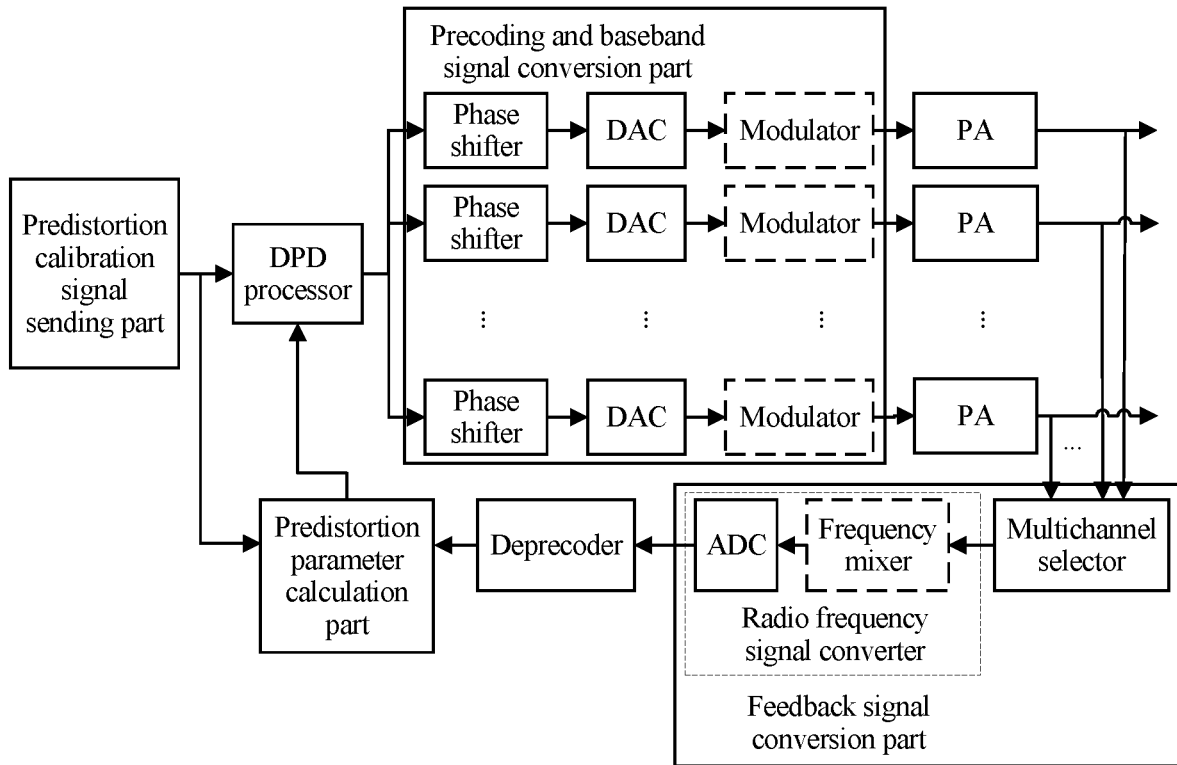 Precoding and baseband
signal conversion part
Phase
shifter
DAC
Modulator
PA
Phase
shifter
DAC
Modulator
PA
Predistortion
calibration
signal
sending part
DPD
processor
⋮
⋮
⋮
⋮
Phase
shifter
DAC
Modulator
PA
...
Predistortion
parameter
calculation
part
Deprecoder
ADC
Frequency
mixer
Multichannel
selector
Radio frequency
signal converter
Feedback signal
conversion part